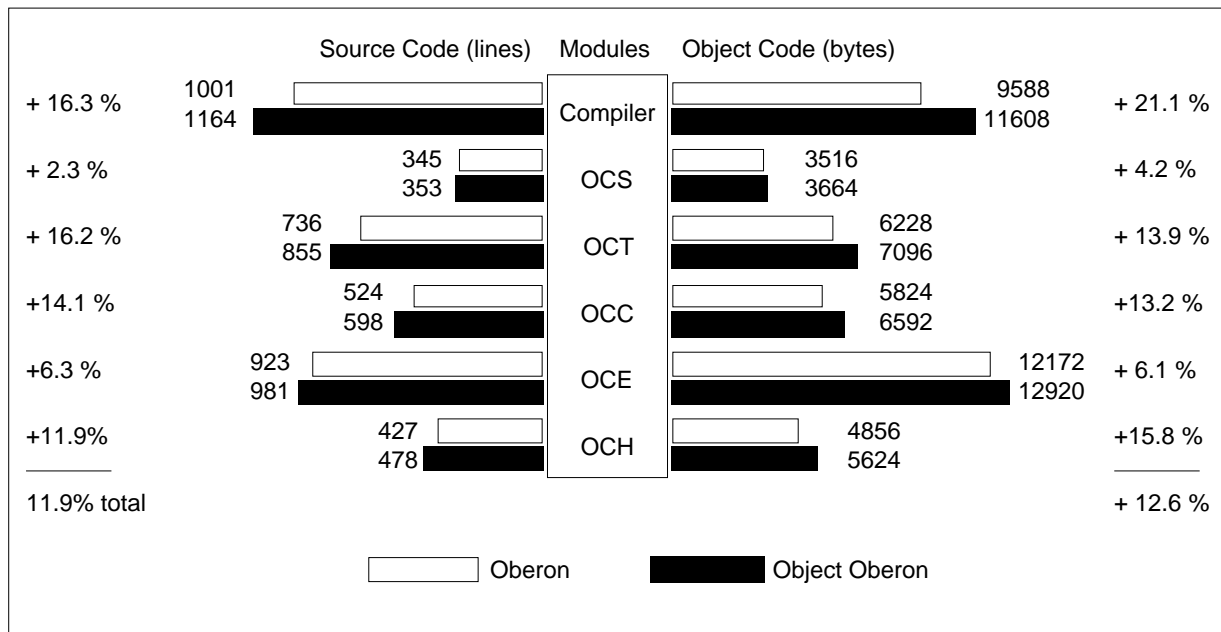 Source Code (lines) Modules Object Code (bytes)
+ 16.3 % 1001 Compiler 9588 + 21.1 %
1164 11608
+ 2.3 % 345 OCS 3516 + 4.2 %
353 3664
+ 16.2 % 736 OCT 6228 + 13.9 %
855 7096
+14.1 % 524 OCC 5824 +13.2 %
598 6592
+6.3 % 923 OCE 12172 + 6.1 %
981 12920
+11.9% 427 OCH 4856 +15.8 %
478 5624
11.9% total + 12.6 %
Oberon Object Oberon